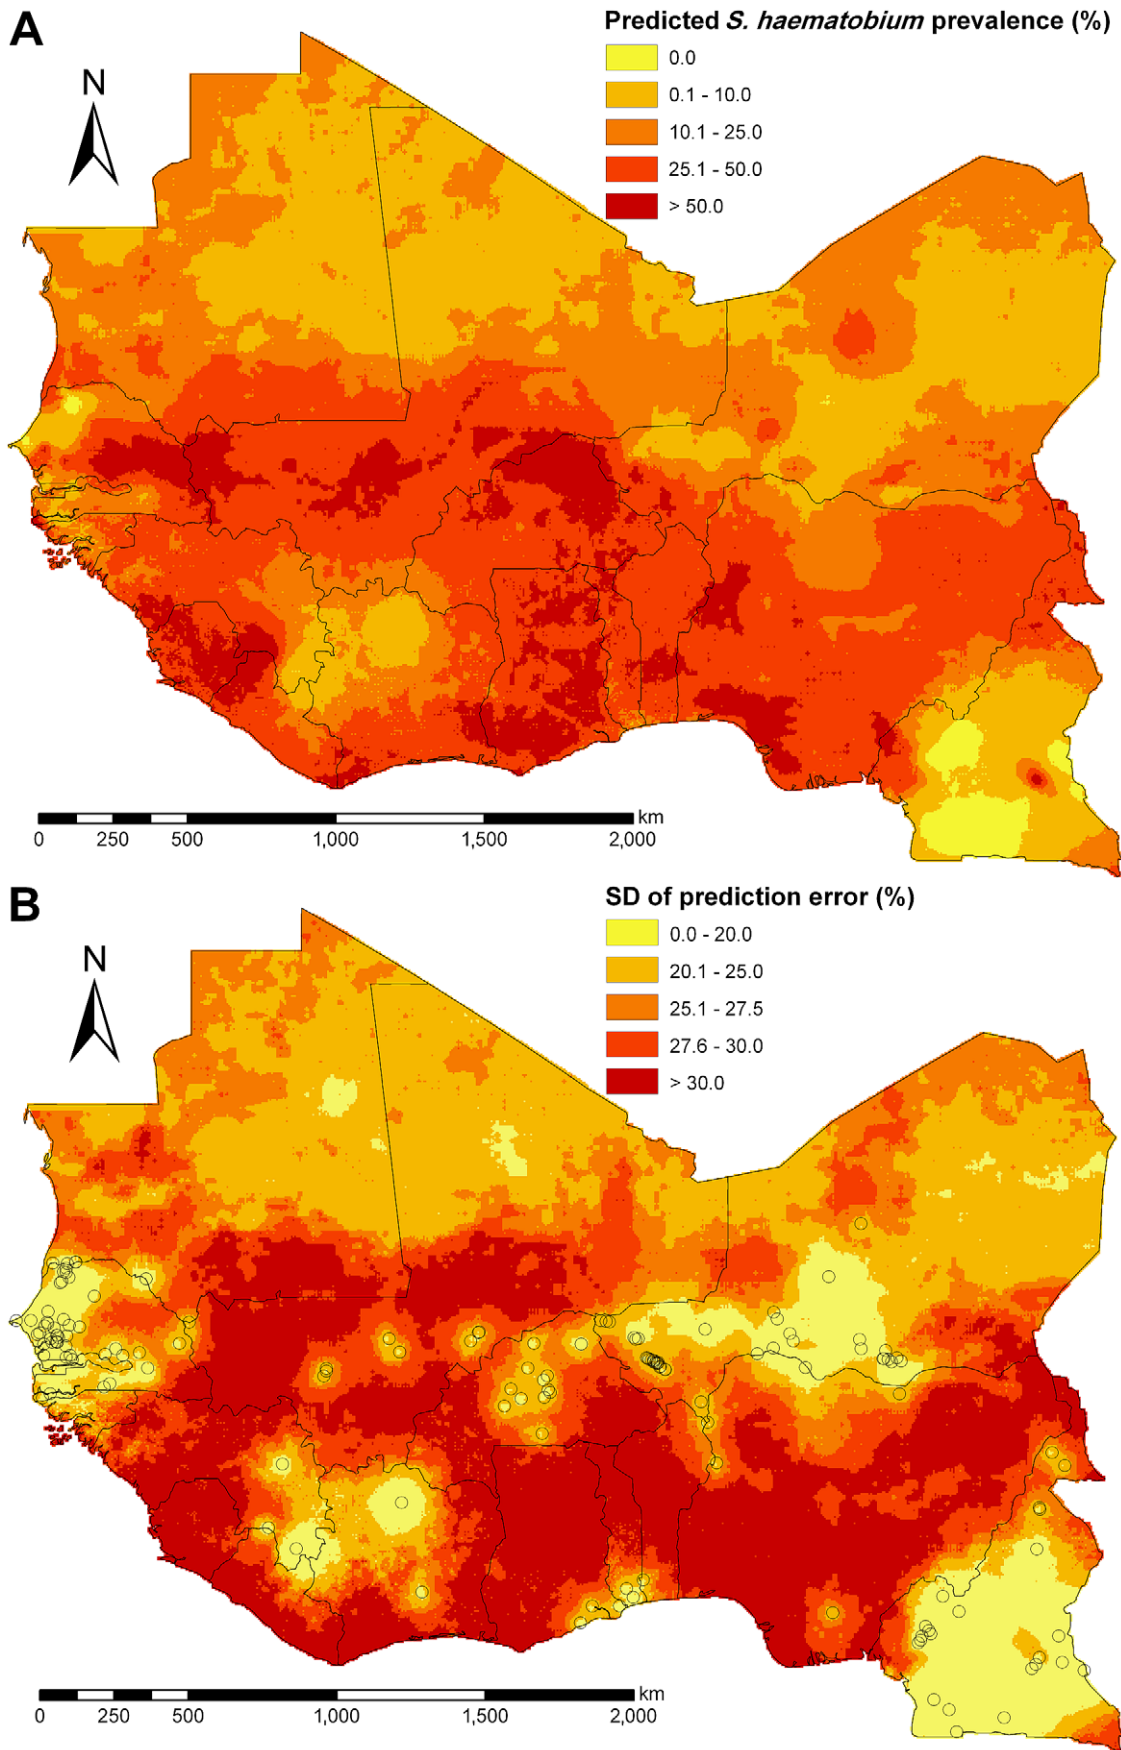 A
Predicted S. haematobium prevalence (%)
N
0.0
0.1 - 10.0
10.1 - 25.0
25.1 - 50.0
> 50.0
km
0 250 500 1,000 1,500 2,000
B
SD of prediction error (%)
N
0.0 - 20.0
20.1 - 25.0
25.1 - 27.5
27.6 - 30.0
> 30.0
km
0 250 500 1,000 1,500 2,000